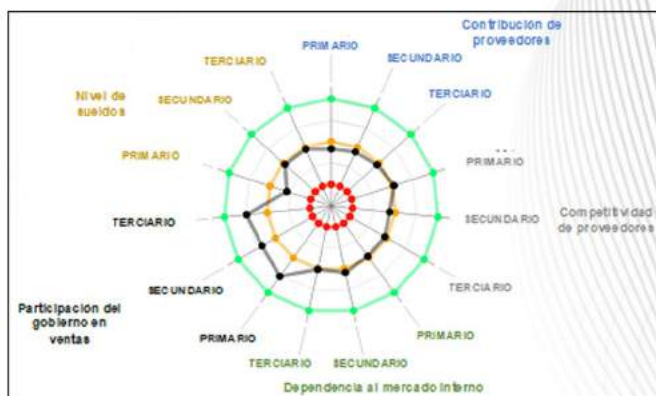 Contribución de
proveedores
PRIMARIO
SECUNDARIO
TERCIARIO
PRIMARIO
SECUNDARIO
TERCIARIO
Competitividad
de proveedores
PRIMARIO
SECUNDARIO
TERCIARIO
Dependencia al mercado Interno
PRIMARIO
SECUNDARIO
TERCIARIO
Participación del
gobierno en
ventas
PRIMARIO
SECUNDARIO
TERCIARIO
Nivel de
sueldos